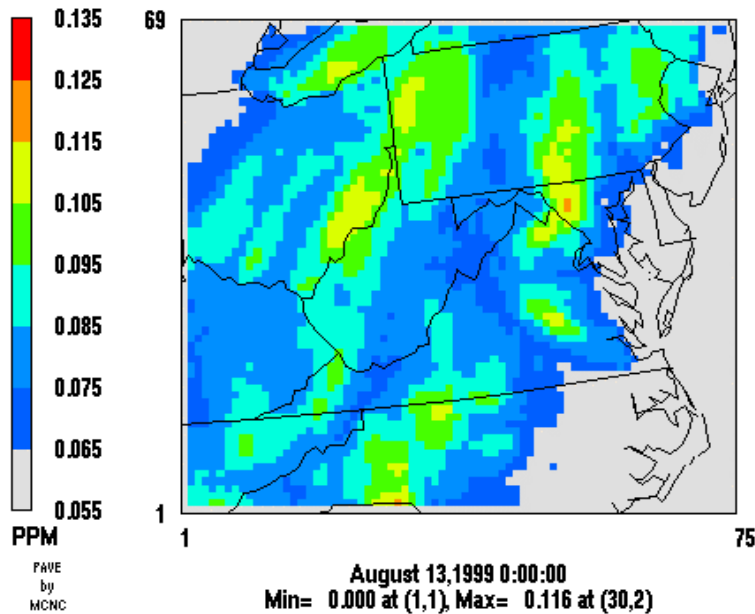 0.135
0.125
0.115
0.105
0.095
0.085
0.075
0.065
0.055
PPM
PAVE
by
MCNC
69
1
1
75
August 13,1999 0:00:00
Min= 0.000 at (1,1), Max= 0.116 at (30,2)